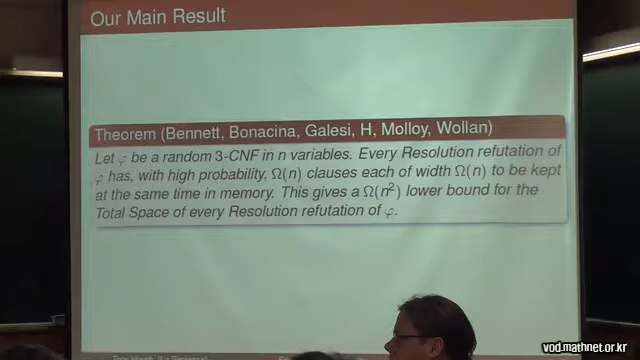 Our Main Result
Theorem (Bennett, Bonacina, Galesi, H, Molloy, Wollan)
Let φ be a random 3-CNF in n variables. Every Resolution refutation of
φ has, with high probability, Ω(n) clauses each of width Ω(n) to be kept
at the same time in memory. This gives a Ω(n²) lower bound for the
Total Space of every Resolution refutation of φ.
vod.mathnet.or.kr